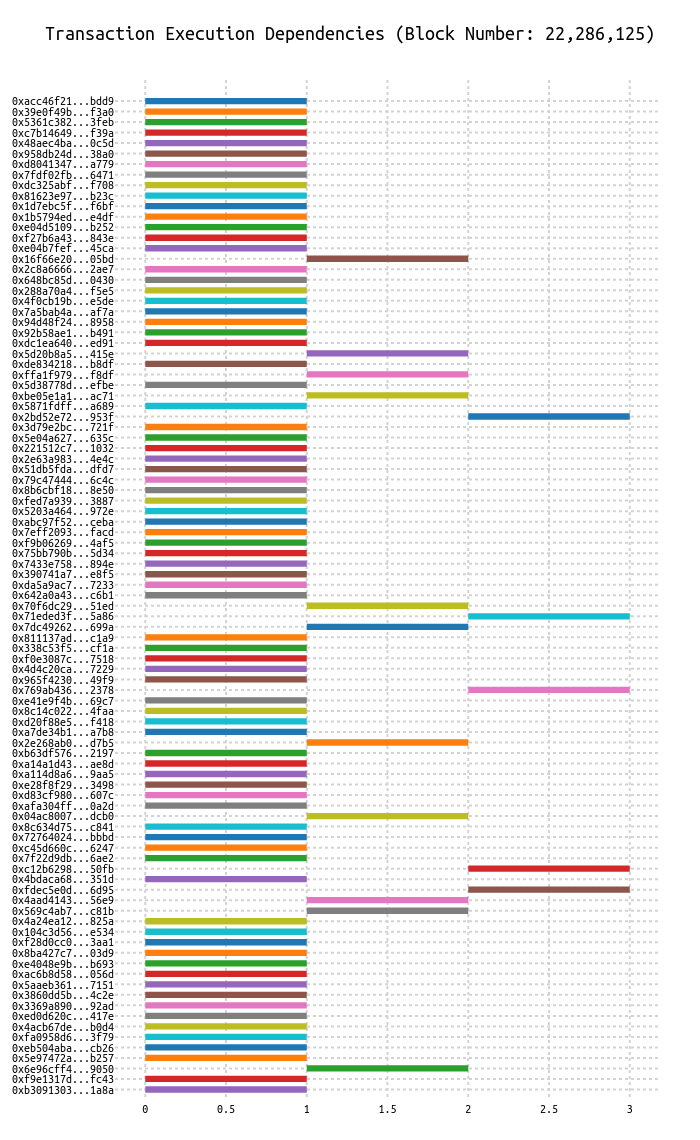 Transaction Execution Dependencies (Block Number: 22,286,125)
0xacc46f21...bdd9
0x39e0f49b...f3a0
0x5361c382...3feb
0xc7b14649...f39a
0x48aec4ba...0c5d
0x958db24d...38a0
0xd8041347...a779
0x7fdf02fb...6471
0xdc325abf...f708
0x81623e97...b23c
0x1d7ebc5f...f6bf
0x1b5794ed...e4df
0xe04d5109...b252
0xf27b6a43...843e
0xe04b7fef...45ca
0x16f66e20...05bd
0x2c8a6666...2ae7
0x648bc85d...0430
0x288a70a4...f5e5
0x4f0cb19b...e5de
0x7a5bab4a...af7a
0x94d48f24...8958
0x92b58ae1...b491
0xdc1ea640...ed91
0x5d20b8a5...415e
0xde834218...b8df
0xffa1f979...f8df
0x5d38778d...efbe
0xbe05e1a1...ac71
0x5871fdff...a689
0x2bd52e72...953f
0x3d79e2bc...721f
0x5e04a627...635c
0x221512c7...1032
0x2e63a983...4e4c
0x51db5fda...dfd7
0x79c47444...6c4c
0x8b6cbf18...8e50
0xfed7a939...3887
0x5203a464...972e
0xabc97f52...ceba
0x7eff2093...facd
0xf9b06269...4af5
0x75bb790b...5d34
0x7433e758...894e
0x390741a7...e8f5
0xda5a9ac7...7233
0x642a0a43...c6b1
0x70f6dc29...51ed
0x71eded3f...5a86
0x7dc49262...699a
0x811137ad...c1a9
0x338c53f5...cf1a
0xf0e3087c...7518
0x4d4c20ca...7229
0x965f4230...49f9
0x769ab436...2378
0xe41e9f4b...69c7
0x8c14c022...4faa
0xd20f88e5...f418
0xa7de34b1...a7b8
0x2e268ab0...d7b5
0xb63df576...2197
0xa14a1d43...ae8d
0xa114d8a6...9aa5
0xe28f8f29...3498
0xd83cf980...607c
0xafa304ff...0a2d
0x04ac8007...dcb0
0x8c634d75...c841
0x72764024...bbbd
0xc45d660c...6247
0x7f22d9db...6ae2
0xc12b6298...50fb
0x4bdaca68...351d
0xfdec5e0d...6d95
0x4aad4143...56e9
0x569c4ab7...c81b
0x4a24ea12...825a
0x104c3d56...e534
0xf28d0cc0...3aa1
0x8ba427c7...03d9
0xe4048e9b...b693
0xac6b8d58...056d
0x5aaeb361...7151
0x3860dd5b...4c2e
0x3369a890...92ad
0xed0d620c...417e
0x4acb67de...b0d4
0xfa0958d6...3f79
0xeb504aba...cb26
0x5e97472a...b257
0x6e96cff4...9050
0xf9e1317d...fc43
0xb3091303...1a8a
0 0.5 1 1.5 2 2.5 3